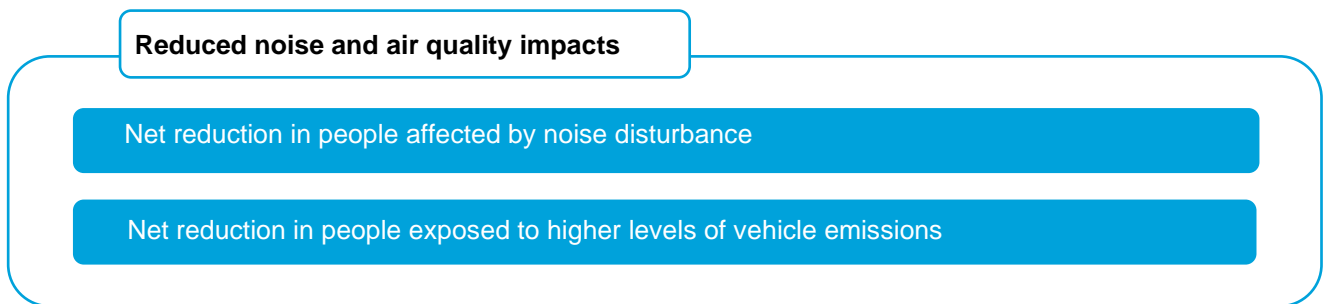 Reduced noise and air quality impacts
Net reduction in people affected by noise disturbance
Net reduction in people exposed to higher levels of vehicle emissions